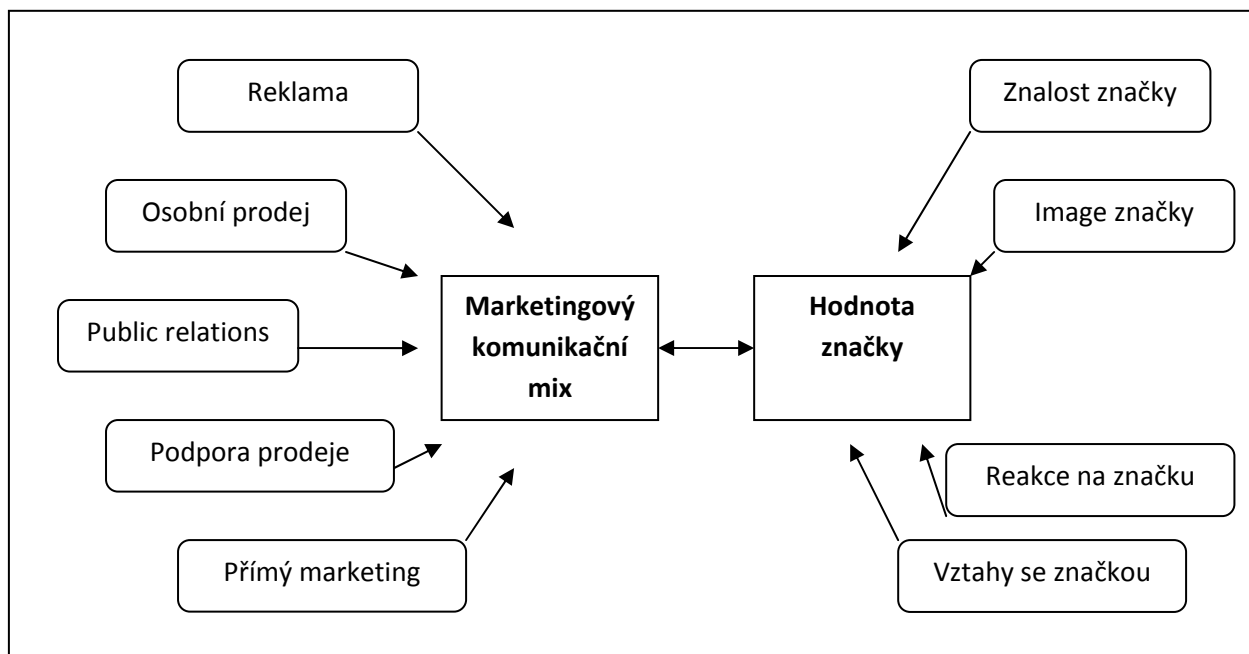 Reklama
Osobní prodej
Public relations
Podpora prodeje
Přímý marketing
Marketingový
komunikační
mix
Hodnota
značky
Znalost značky
Image značky
Reakce na značku
Vztahy se značkou